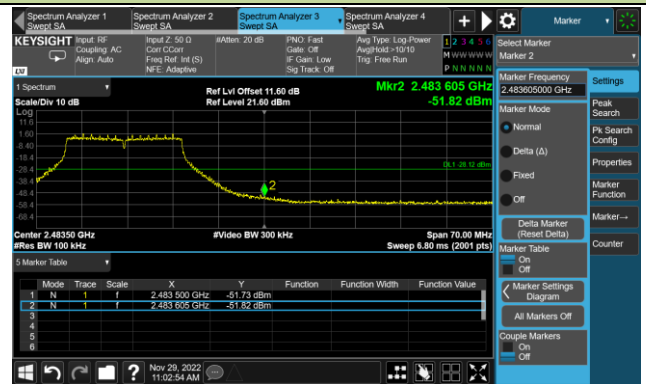 Spectrum Analyzer 1
Swept SA
Spectrum Analyzer 2
Swept SA
Spectrum Analyzer 3
Swept SA
Spectrum Analyzer 4
Swept SA
+
Marker
KEYSIGHT
LXI
Input: RF
Coupling: AC
Align: Auto
Input Z: 50 Ω
Corr CCorr
Freq Ref: Int (S)
NFE: Adaptive
#Atten: 20 dB
PNO: Fast
Gate: Off
IF Gain: Low
Sig Track: Off
Avg Type: Log-Power
Avg|Hold:>10/10
Trig: Free Run
1 2 3 4 5 6
M W W W W W
P N N N N N
Select Marker
Marker 2
1 Spectrum
Scale/Div 10 dB
Log
Ref Lvl Offset 11.60 dB
Ref Level 21.60 dBm
Mkr2 2.483 605 GHz
-51.82 dBm
11.6
1.60
-8.40
-18.4
-28.4
-38.4
-48.4
-58.4
-68.4
DL1 -28.12 dBm
2
Center 2.48350 GHz
#Res BW 100 kHz
#Video BW 300 kHz
Span 70.00 MHz
Sweep 6.80 ms (2001 pts)
5 Marker Table
Mode Trace Scale X Y Function Function Width Function Value
1 N 1 f 2.483 500 GHz -51.73 dBm
2 N 1 f 2.483 605 GHz -51.82 dBm
3
4
5
6
Marker Frequency
2.483605000 GHz
Marker Mode
Normal
Delta (Δ)
Fixed
Off
Delta Marker
(Reset Delta)
Marker Table
On
Off
Marker Settings
Diagram
All Markers Off
Couple Markers
On
Off
Settings
Peak
Search
Pk Search
Config
Properties
Marker
Function
Marker→
Counter
?
Nov 29, 2022
11:02:54 AM